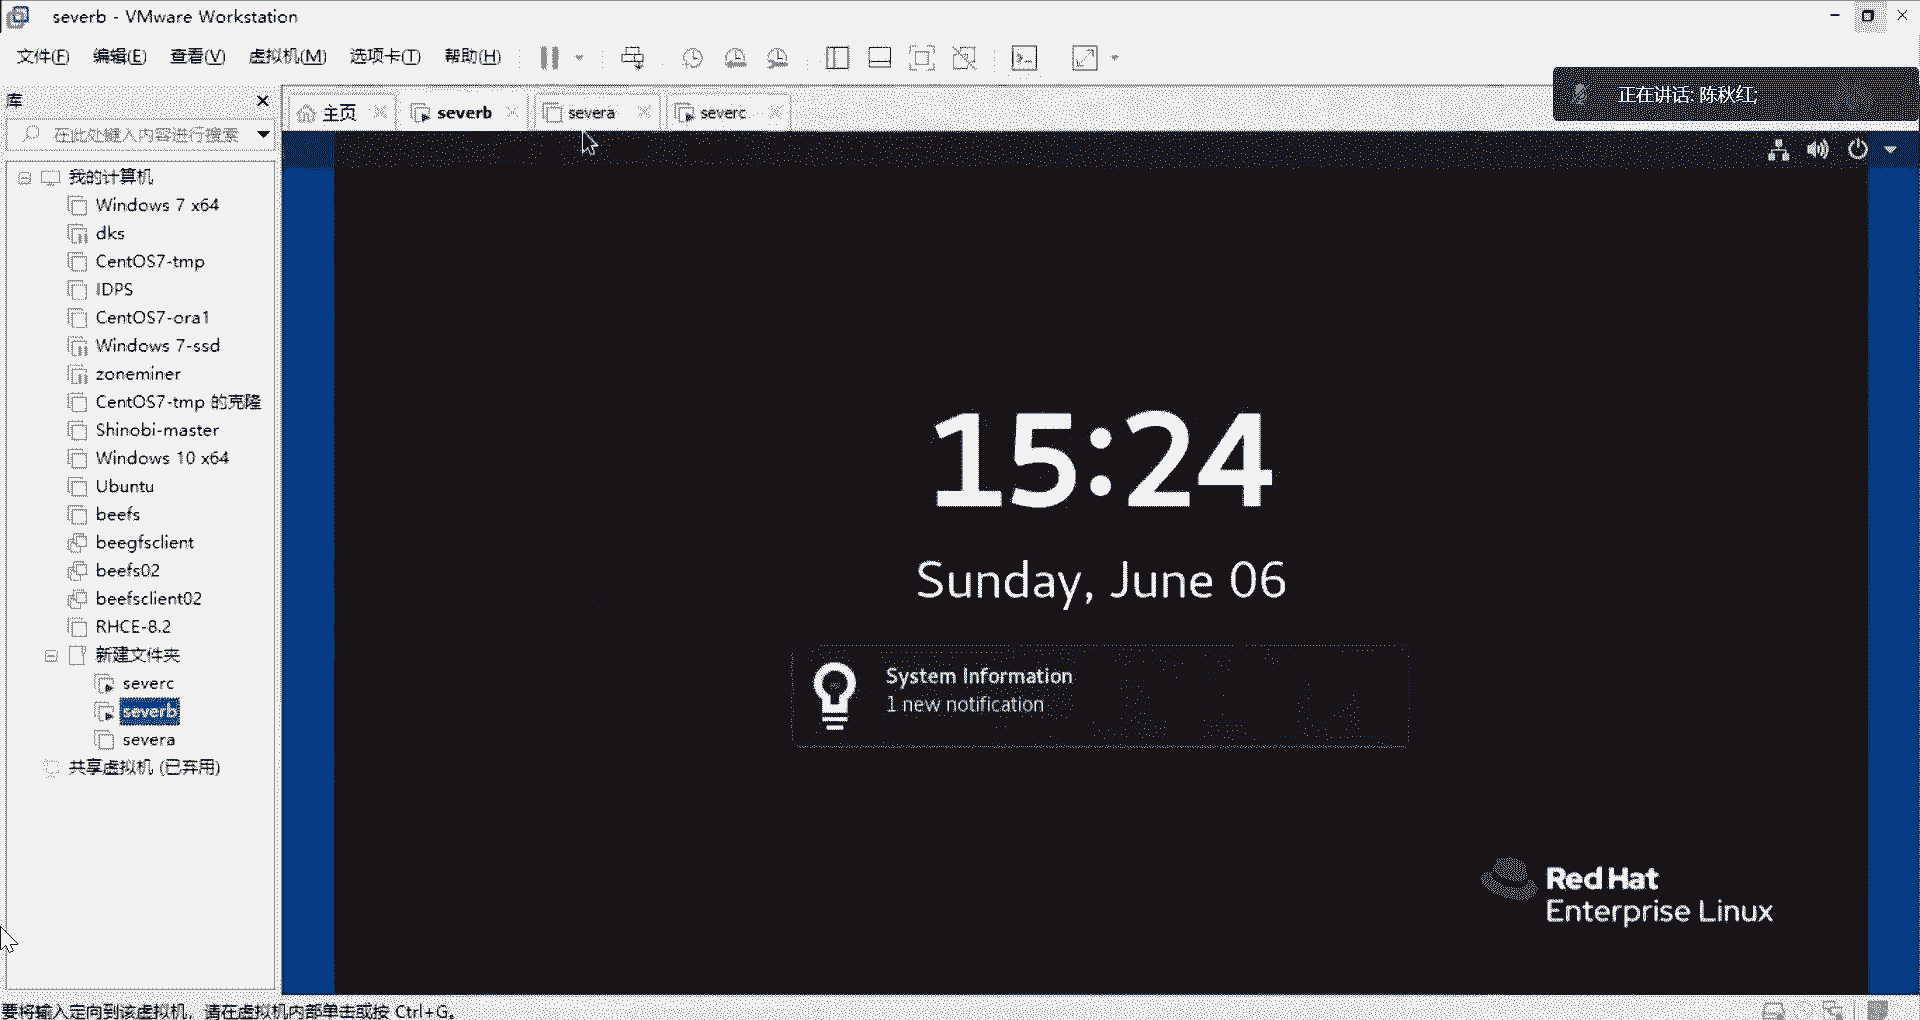 severb - VMware Workstation
文件(F) 编辑(E) 查看(V) 虚拟机(M) 选项卡(T) 帮助(H)
正在讲话: 陈秋红;
库
主页 severb severa severc
在此处键入内容进行搜索
我的计算机
Windows 7 x64
dks
CentOS7-tmp
IDPS
CentOS7-ora1
Windows 7-ssd
zoneminer
CentOS7-tmp 的克隆
Shinobi-master
Windows 10 x64
Ubuntu
beefs
beegfsclient
beefs02
beefsclient02
RHCE-8.2
新建文件夹
severc
severb
severa
共享虚拟机 (已弃用)
15:24
Sunday, June 06
System Information
1 new notification
Red Hat
Enterprise Linux
要将输入定向到该虚拟机，请在虚拟机内部单击或按 Ctrl+G。